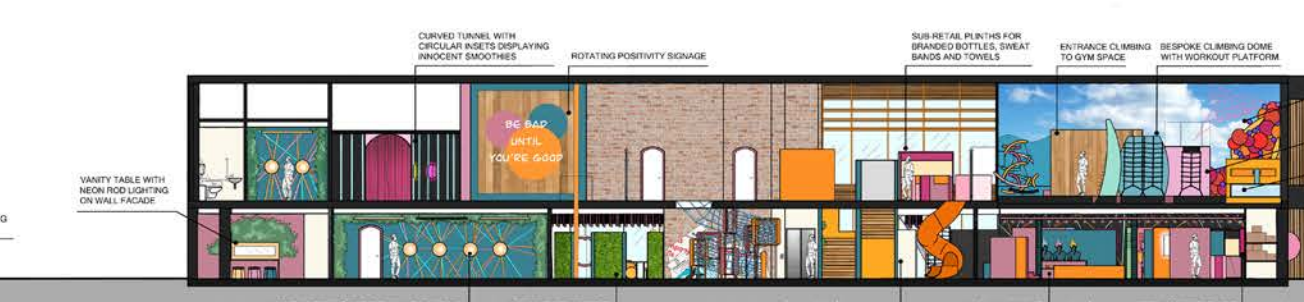 CURVED TUNNEL WITH
CIRCULAR INSETS DISPLAYING
INNOCENT SMOOTHIES
ROTATING POSITIVITY SIGNAGE
SUB-RETAIL PLINTHS FOR
BRANDED BOTTLES, SWEAT
BANDS AND TOWELS
ENTRANCE CLIMBING
TO GYM SPACE
BESPOKE CLIMBING DOME
WITH WORKOUT PLATFORM
BE BAD
UNTIL
YOU'RE GOOD
VANITY TABLE WITH
NEON ROD LIGHTING
ON WALL FACADE
G